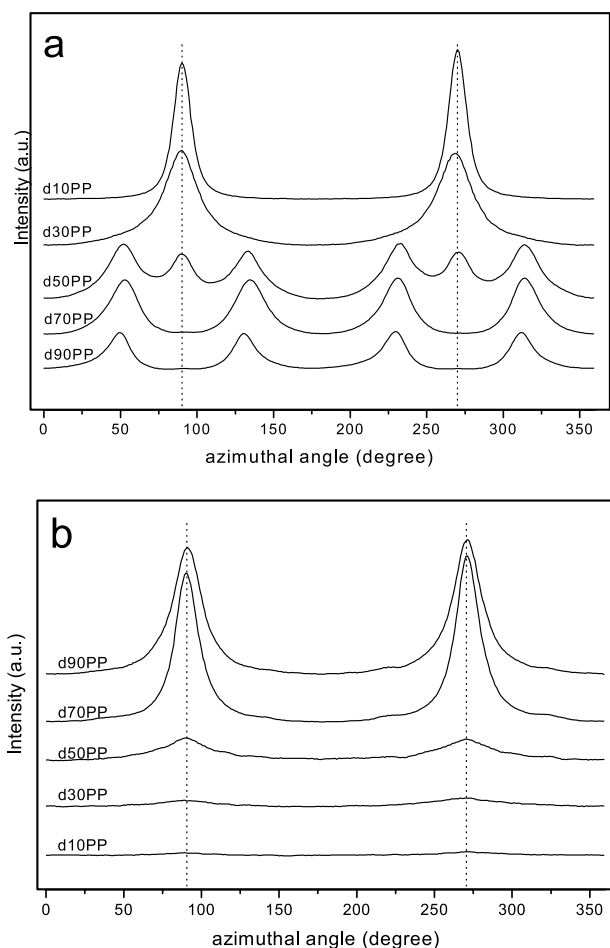 a
Intensity (a.u.)
d10PP
d30PP
d50PP
d70PP
d90PP
0 50 100 150 200 250 300 350
azimuthal angle (degree)
b
Intensity (a.u.)
d90PP
d70PP
d50PP
d30PP
d10PP
0 50 100 150 200 250 300 350
azimuthal angle (degree)